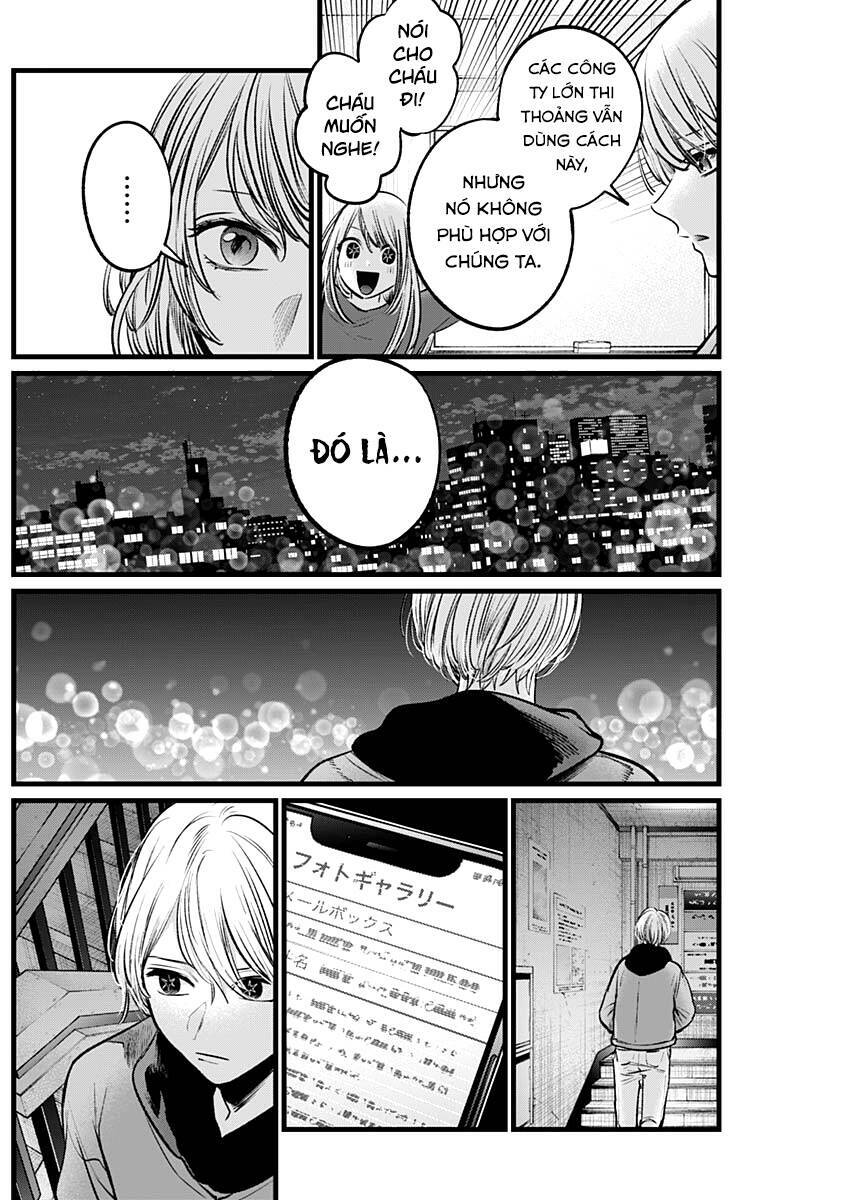 CÁC CÔNG
TY LỚN THI
THOẢNG VẪN
DÙNG CÁCH
NÀY,
NHƯNG
NÓ KHÔNG
PHÙ HỢP VỚI
CHÚNG TA.
NÓI
CHO
CHÁU
ĐI!
CHÁU
MUỐN
NGHE!
......
ĐÓ LÀ...
フォトギャラリー
メールボックス